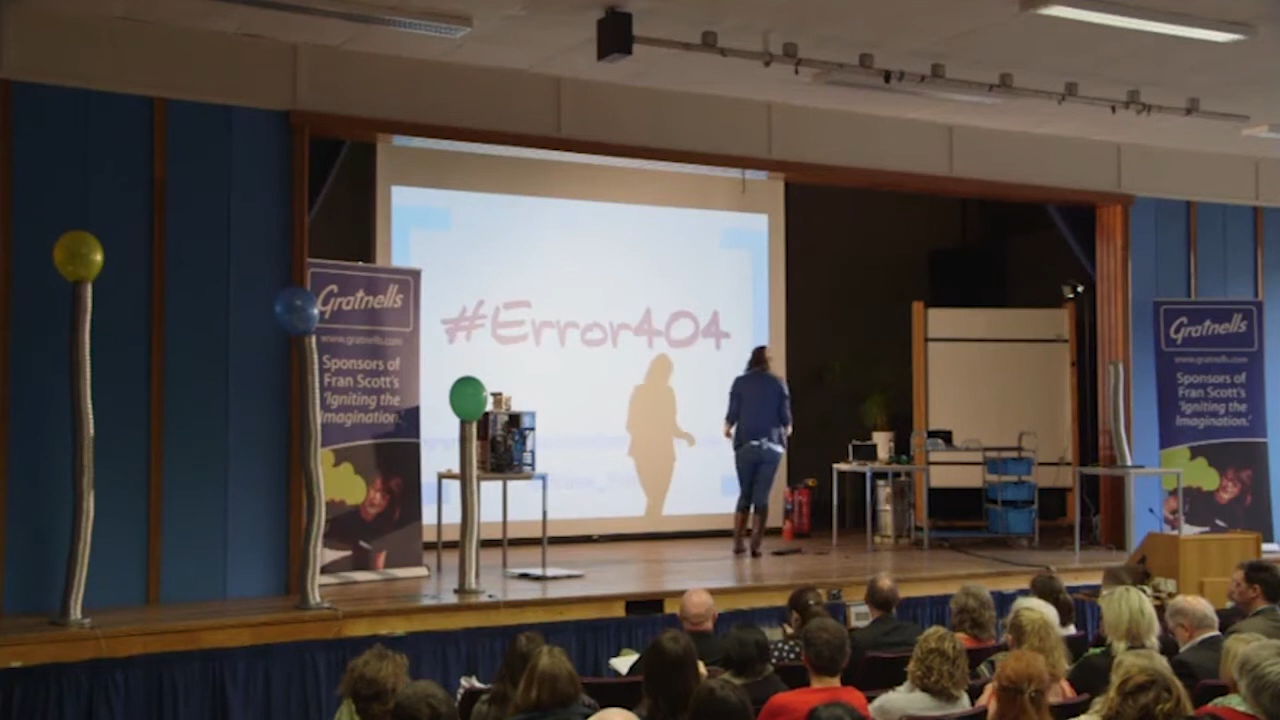 #Error404
Gratnells
www.gratnells.com
Sponsors of
Fran Scott's
'Igniting the
Imagination.'
Gratnells
www.gratnells.com
Sponsors of
Fran Scott's
'Igniting the
Imagination.'